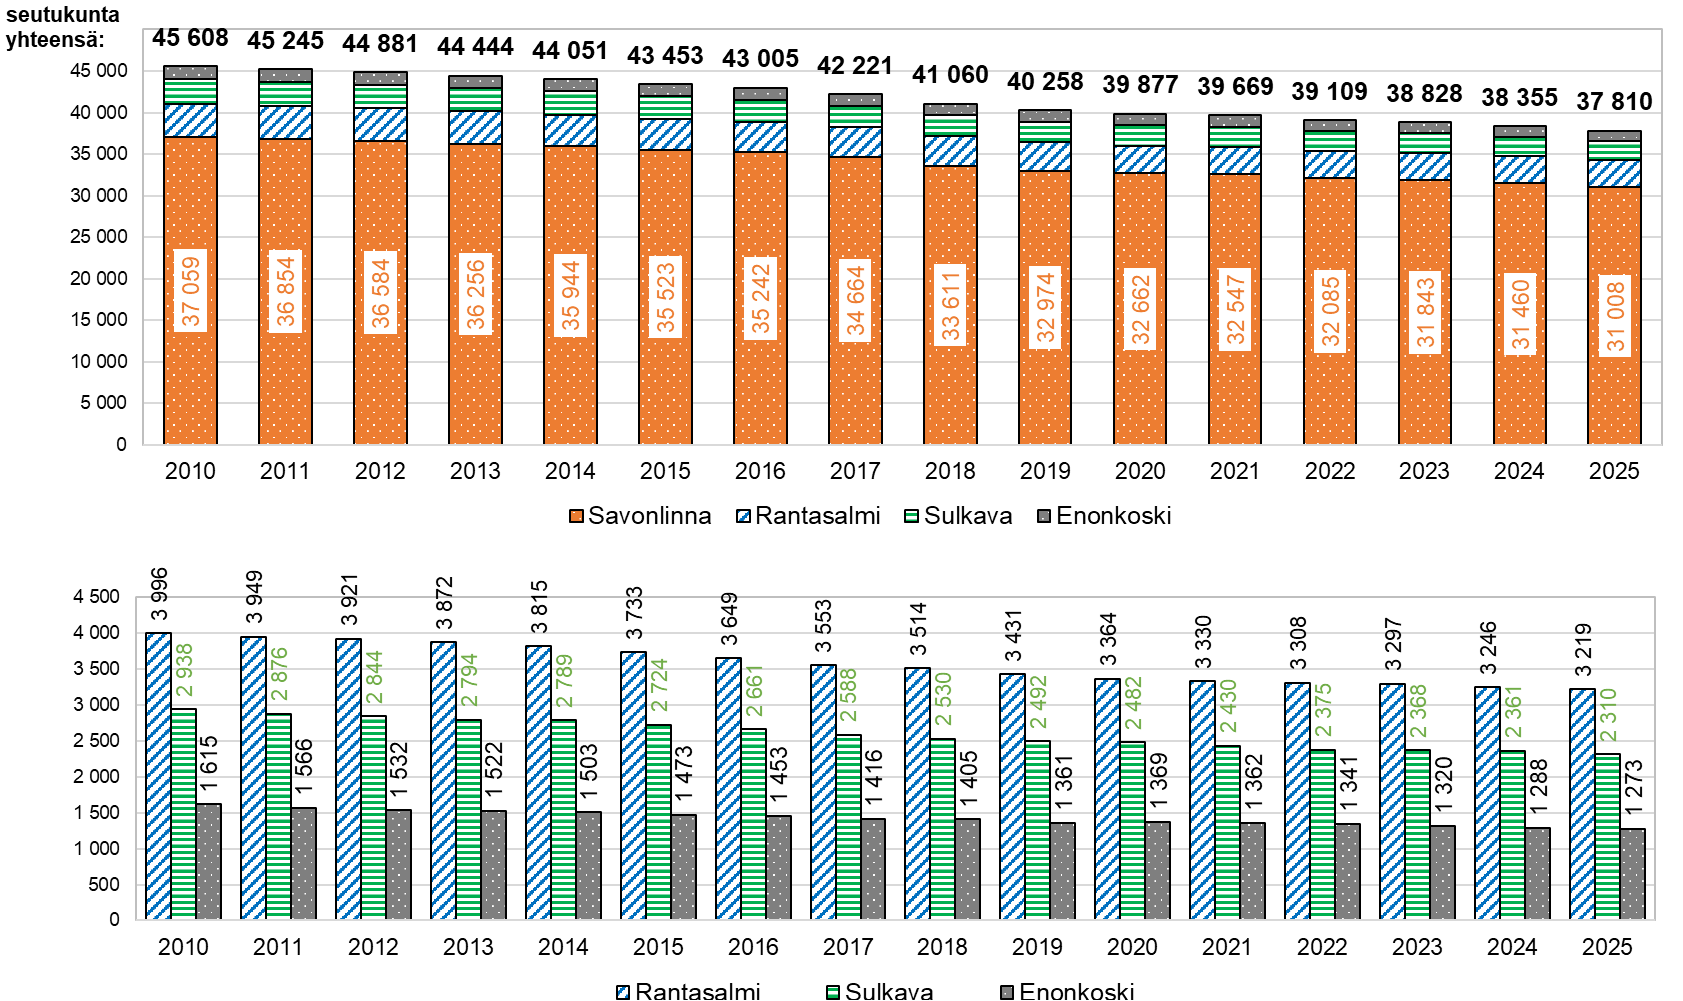 seutukunta
yhteensä:
45 608 45 245 44 881 44 444 44 051 43 453 43 005 42 221 41 060 40 258 39 877 39 669 39 109 38 828 38 355 37 810
45 000
40 000
35 000
30 000
25 000
20 000
15 000
10 000
5 000
0
37 059 36 854 36 584 36 256 35 944 35 523 35 242 34 664 33 611 32 974 32 662 32 547 32 085 31 843 31 460 31 008
2010 2011 2012 2013 2014 2015 2016 2017 2018 2019 2020 2021 2022 2023 2024 2025
Savonlinna Rantasalmi Sulkava Enonkoski
4 500
4 000
3 500
3 000
2 500
2 000
1 500
1 000
500
0
3 996 3 949 3 921 3 872 3 815 3 733 3 649 3 553 3 514 3 431 3 364 3 330 3 308 3 297 3 246 3 219
2 938 2 876 2 844 2 794 2 789 2 724 2 661 2 588 2 530 2 492 2 482 2 430 2 375 2 368 2 361 2 310
1 615 1 566 1 532 1 522 1 503 1 473 1 453 1 416 1 405 1 361 1 369 1 362 1 341 1 320 1 288 1 273
2010 2011 2012 2013 2014 2015 2016 2017 2018 2019 2020 2021 2022 2023 2024 2025
Rantasalmi Sulkava Enonkoski